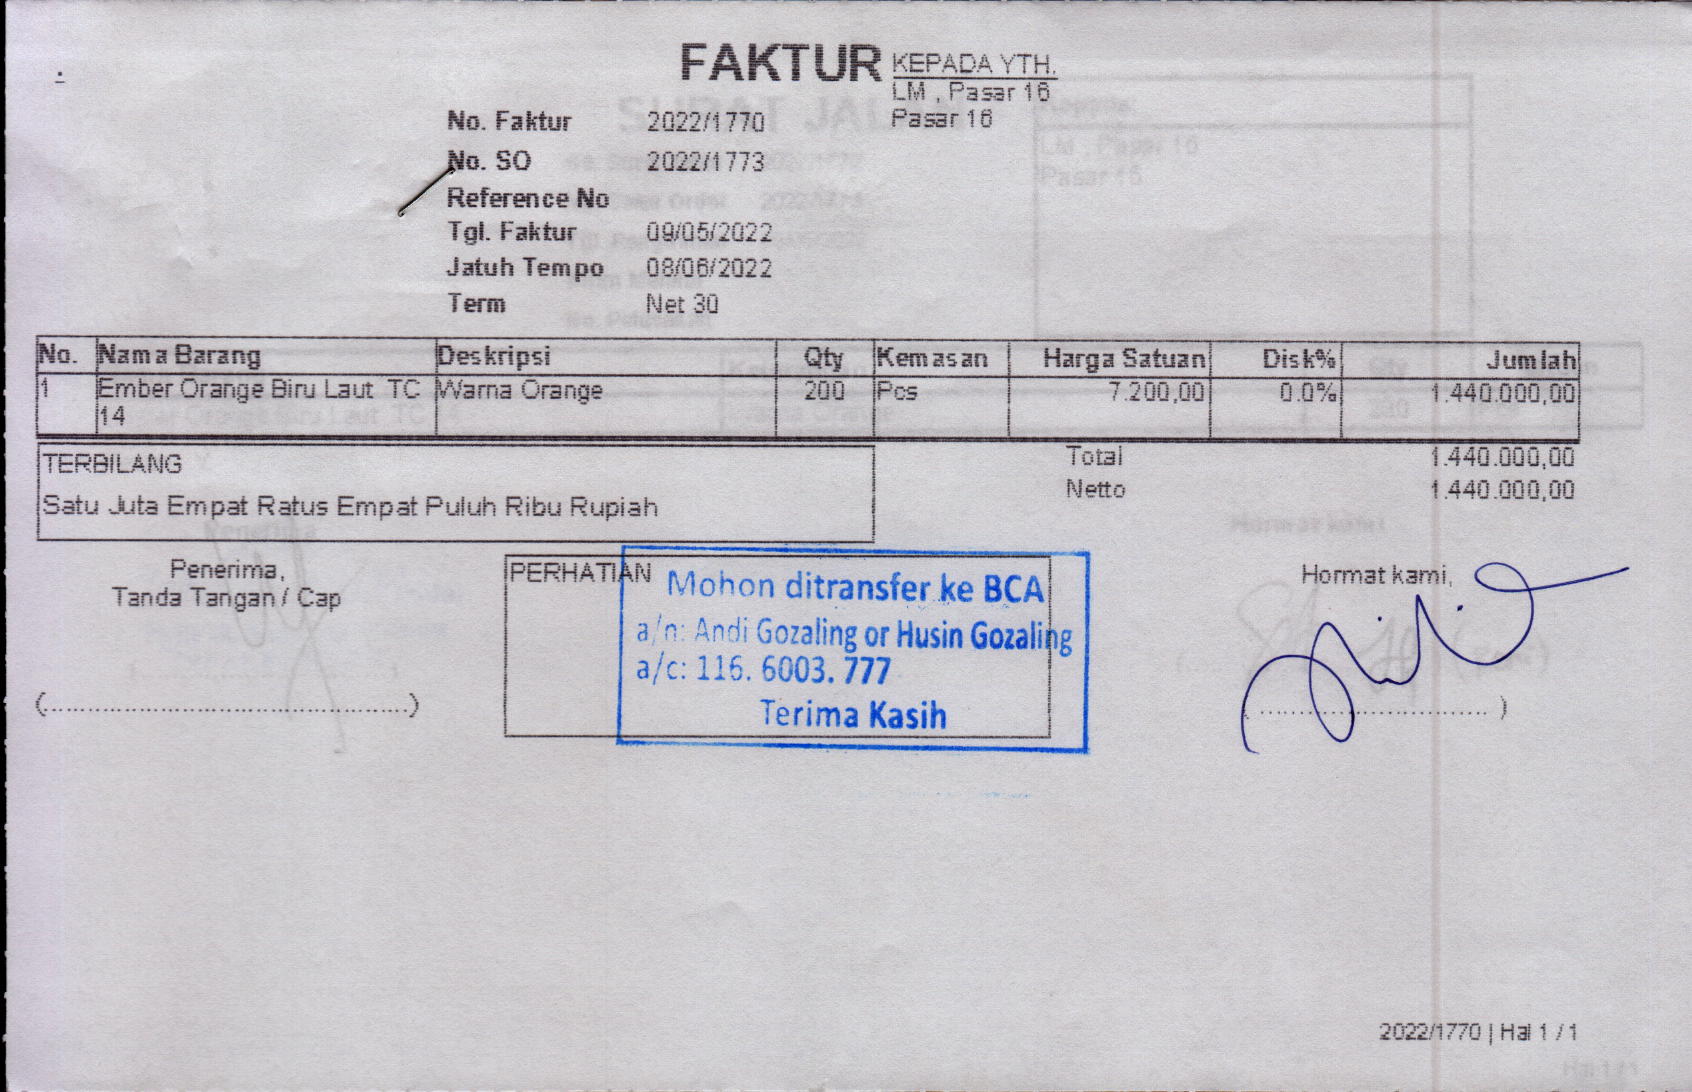 FAKTUR
KEPADA YTH.
LM , Pasar 16
Pasar 16
No. Faktur 2022/1770
No. SO 2022/1773
Reference No
Tgl. Faktur 09/05/2022
Jatuh Tempo 08/06/2022
Term Net 30
No. Nama Barang Deskripsi Qty Kemasan Harga Satuan Disk% Jumlah
1 Ember Orange Biru Laut TC Warna Orange 200 Pcs 7.200,00 0.0% 1.440.000,00
14
TERBILANG
Satu Juta Empat Ratus Empat Puluh Ribu Rupiah
Total 1.440.000,00
Netto 1.440.000,00
Penerima,
Tanda Tangan / Cap
(..........................................)
PERHATIAN
Mohon ditransfer ke BCA
a/n: Andi Gozaling or Husin Gozaling
a/c: 116. 6003. 777
Terima Kasih
Hormat kami,
( ............................. )
2022/1770 | Hal 1 / 1